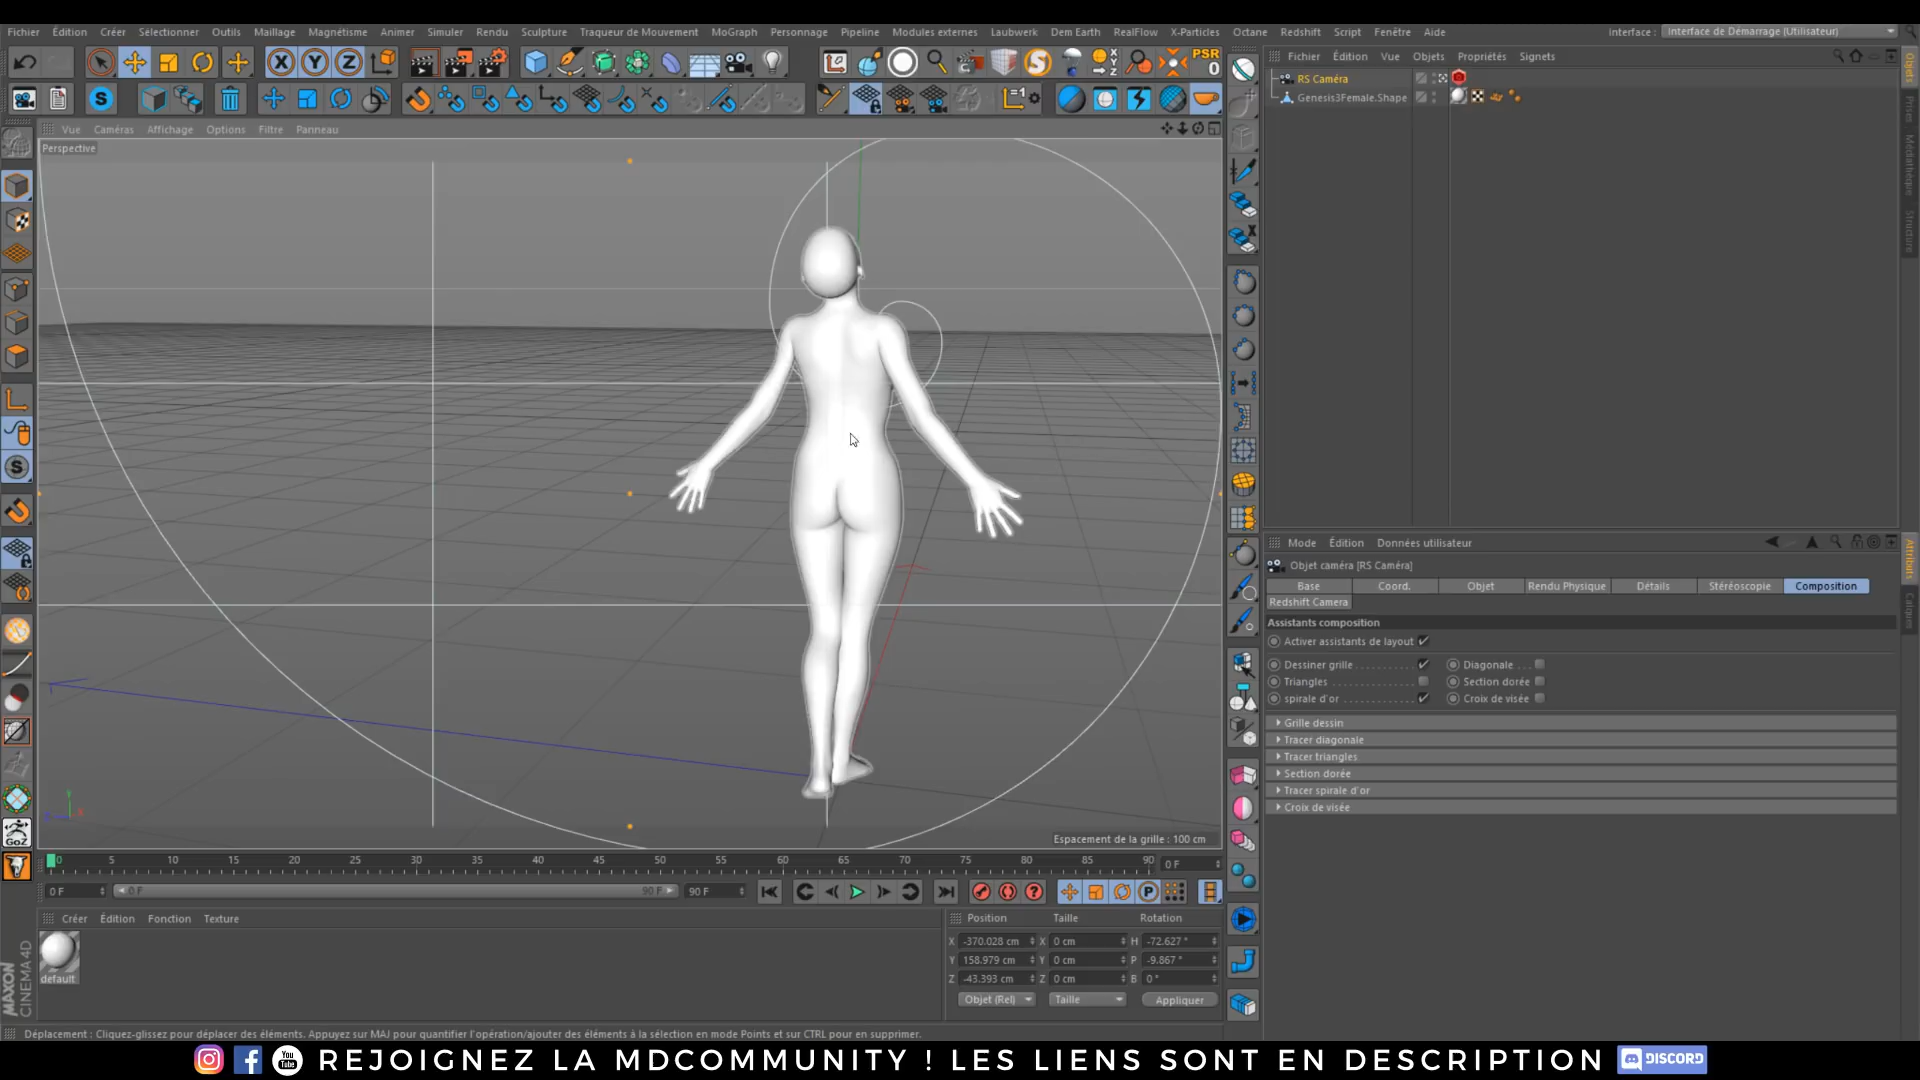 Fichier Édition Créer Sélectionner Outils Maillage Magnétisme Animer Simuler Rendu Sculpture Traqueur de Mouvement MoGraph Personnage Pipeline Modules externes Laubwerk Dem Earth RealFlow X-Particles Octane Redshift Script Fenêtre Aide Interface : Interface de Démarrage (Utilisateur)
PSR
0
Fichier Édition Vue Objets Propriétés Signets
RS Caméra
Genesis3Female.Shape
Vue Caméras Affichage Options Filtre Panneau
Perspective
Objets
Prises
Médiathèque
Structure
Mode Édition Données utilisateur
Objet caméra [RS Caméra]
Base Coord. Objet Rendu Physique Détails Stéréoscopie Composition
Redshift Camera
Assistants composition
Activer assistants de layout
Dessiner grille Diagonale
Triangles Section dorée
spirale d'or Croix de visée
Grille dessin
Tracer diagonale
Tracer triangles
Section dorée
Tracer spirale d'or
Croix de visée
Attributs
Calques
Espacement de la grille : 100 cm
GoZ
0 5 10 15 20 25 30 35 40 45 50 55 60 65 70 75 80 85 90 0 F
0 F 0 F 90 F 90 F
Créer Édition Fonction Texture
default
Position Taille Rotation
X -370.028 cm X 0 cm H -72.627 °
Y 158.979 cm Y 0 cm P -9.867 °
Z -43.393 cm Z 0 cm B 0 °
Objet (Rel) Taille Appliquer
MAXON
CINEMA 4D
Déplacement : Cliquez-glissez pour déplacer des éléments. Appuyez sur MAJ pour quantifier l'opération/ajouter des éléments à la sélection en mode Points et sur CTRL pour en supprimer.
REJOIGNEZ LA MDCOMMUNITY ! LES LIENS SONT EN DESCRIPTION DISCORD